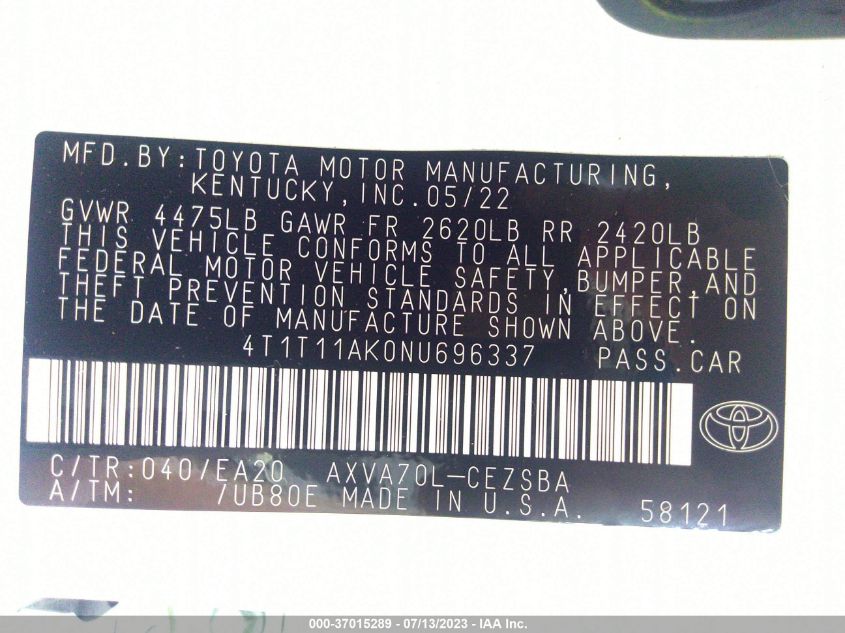 MFD.BY:TOYOTA MOTOR MANUFACTURING,
KENTUCKY,INC.05/22
GVWR 4475LB GAWR FR 2620LB RR 2420LB
THIS VEHICLE CONFORMS TO ALL APPLICABLE
FEDERAL MOTOR VEHICLE SAFETY,BUMPER,AND
THEFT PREVENTION STANDARDS IN EFFECT ON
THE DATE OF MANUFACTURE SHOWN ABOVE.
4T1T11AK0NU696337 PASS.CAR
C/TR:040/EA20 AXVA70L-CEZSBA
A/TM: /UB80E MADE IN U.S.A. 58121
000-37015289 - 07/13/2023 - IAA Inc.